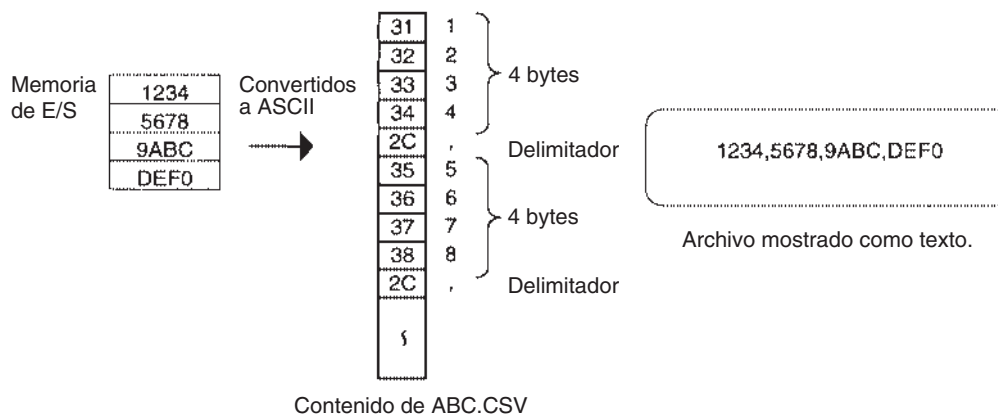 Memoria
de E/S
1234
5678
9ABC
DEF0
Convertidos
a ASCII
31 1
32 2
33 3
34 4
2C ,
35 5
36 6
37 7
38 8
2C ,
4 bytes
Delimitador
4 bytes
Delimitador
1234,5678,9ABC,DEF0
Archivo mostrado como texto.
Contenido de ABC.CSV